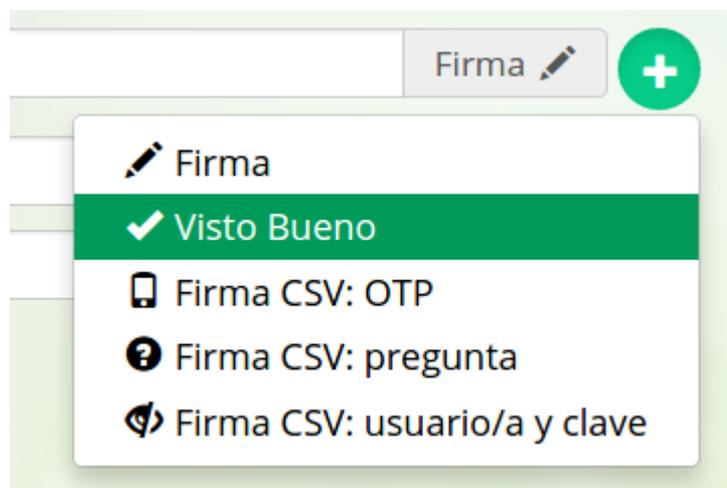 Firma
Firma
Visto Bueno
Firma CSV: OTP
Firma CSV: pregunta
Firma CSV: usuario/a y clave